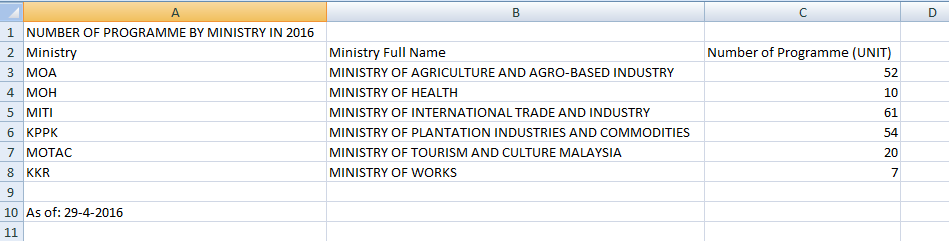 A B C D
1 NUMBER OF PROGRAMME BY MINISTRY IN 2016
2 Ministry Ministry Full Name Number of Programme (UNIT)
3 MOA MINISTRY OF AGRICULTURE AND AGRO-BASED INDUSTRY 52
4 MOH MINISTRY OF HEALTH 10
5 MITI MINISTRY OF INTERNATIONAL TRADE AND INDUSTRY 61
6 KPPK MINISTRY OF PLANTATION INDUSTRIES AND COMMODITIES 54
7 MOTAC MINISTRY OF TOURISM AND CULTURE MALAYSIA 20
8 KKR MINISTRY OF WORKS 7
9
10 As of: 29-4-2016
11